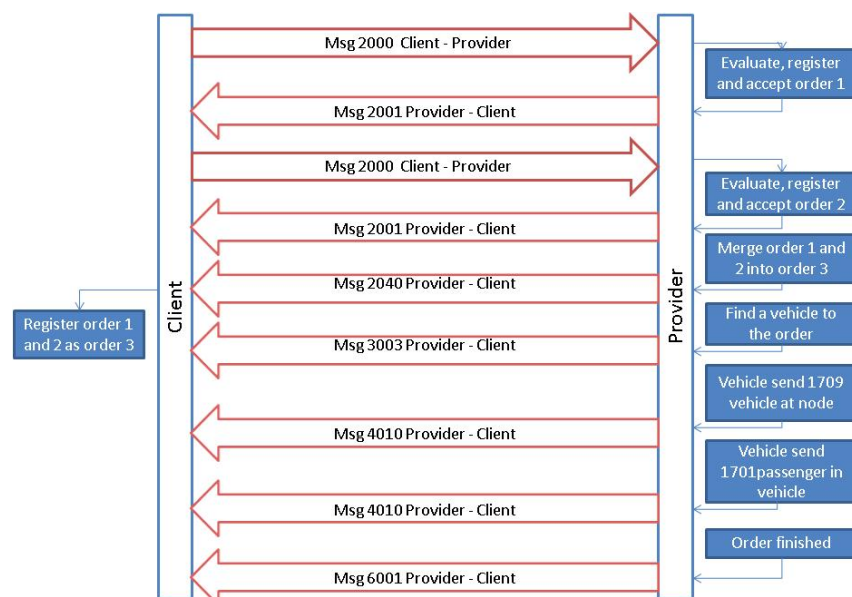 Msg 2000 Client - Provider
Evaluate, register
and accept order 1
Msg 2001 Provider - Client
Msg 2000 Client - Provider
Evaluate, register
and accept order 2
Msg 2001 Provider - Client
Merge order 1 and
2 into order 3
Msg 2040 Provider - Client
Client
Provider
Register order 1
and 2 as order 3
Find a vehicle to
the order
Msg 3003 Provider - Client
Vehicle send 1709
vehicle at node
Msg 4010 Provider - Client
Vehicle send
1701passenger in
vehicle
Msg 4010 Provider - Client
Order finished
Msg 6001 Provider - Client